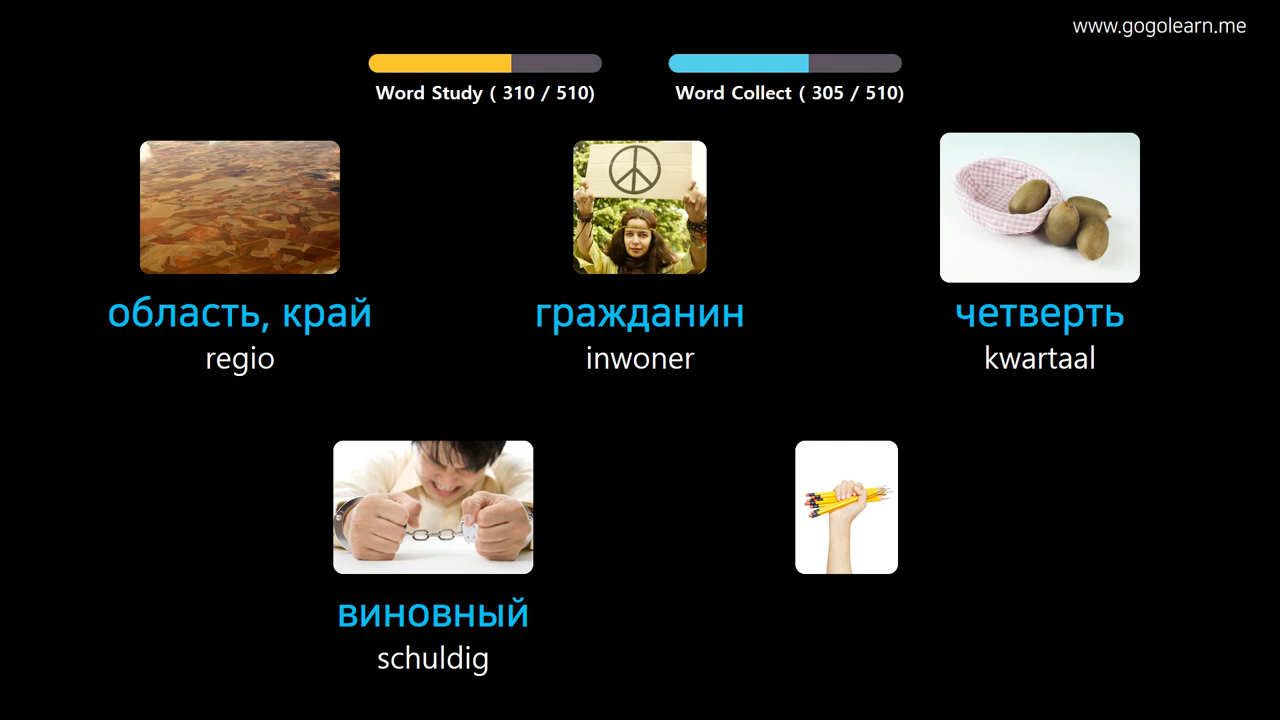 www.gogolearn.me
Word Study ( 310 / 510)
Word Collect ( 305 / 510)
область, край
regio
гражданин
inwoner
четверть
kwartaal
виновный
schuldig